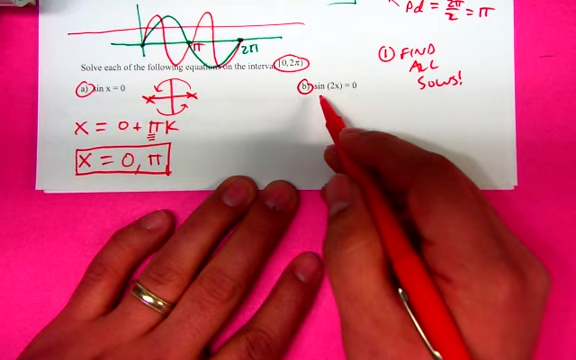 Pd = 2π/2 = π
π
2π
① FIND
ALL
SOLNS!
Solve each of the following equations on the interval [0, 2π)
a) sin x = 0
b) sin (2x) = 0
x = 0 + πk
x = 0, π